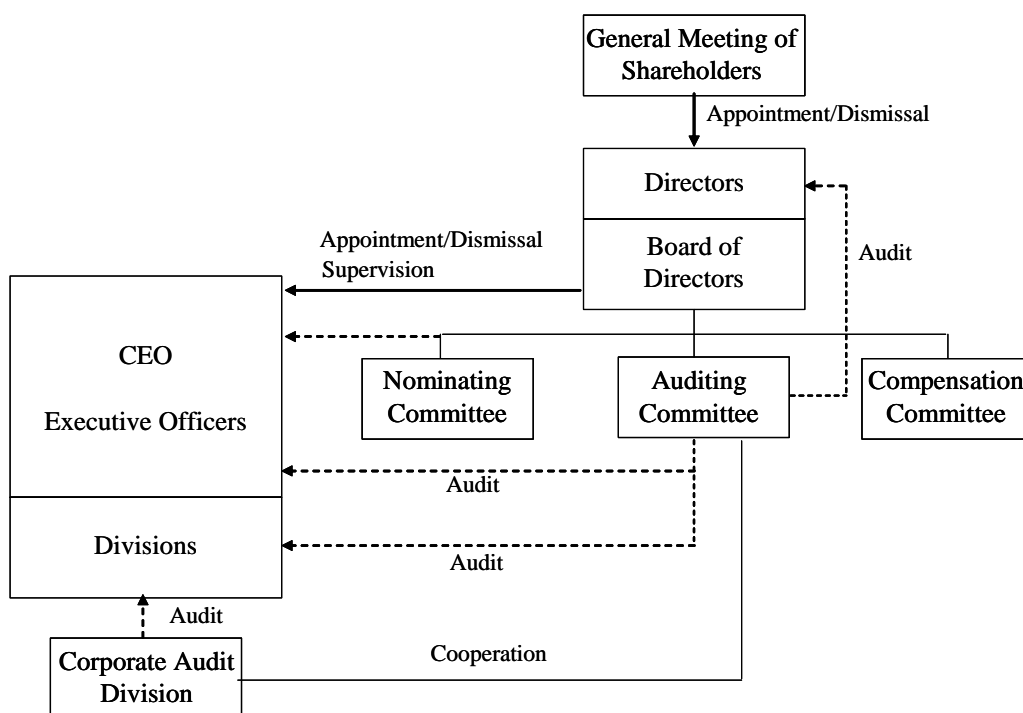 General Meeting of
Shareholders
Appointment/Dismissal
Directors
Board of
Directors
Audit
Appointment/Dismissal
Supervision
CEO
Executive Officers
Nominating
Committee
Auditing
Committee
Compensation
Committee
Audit
Divisions
Audit
Audit
Corporate Audit
Division
Cooperation